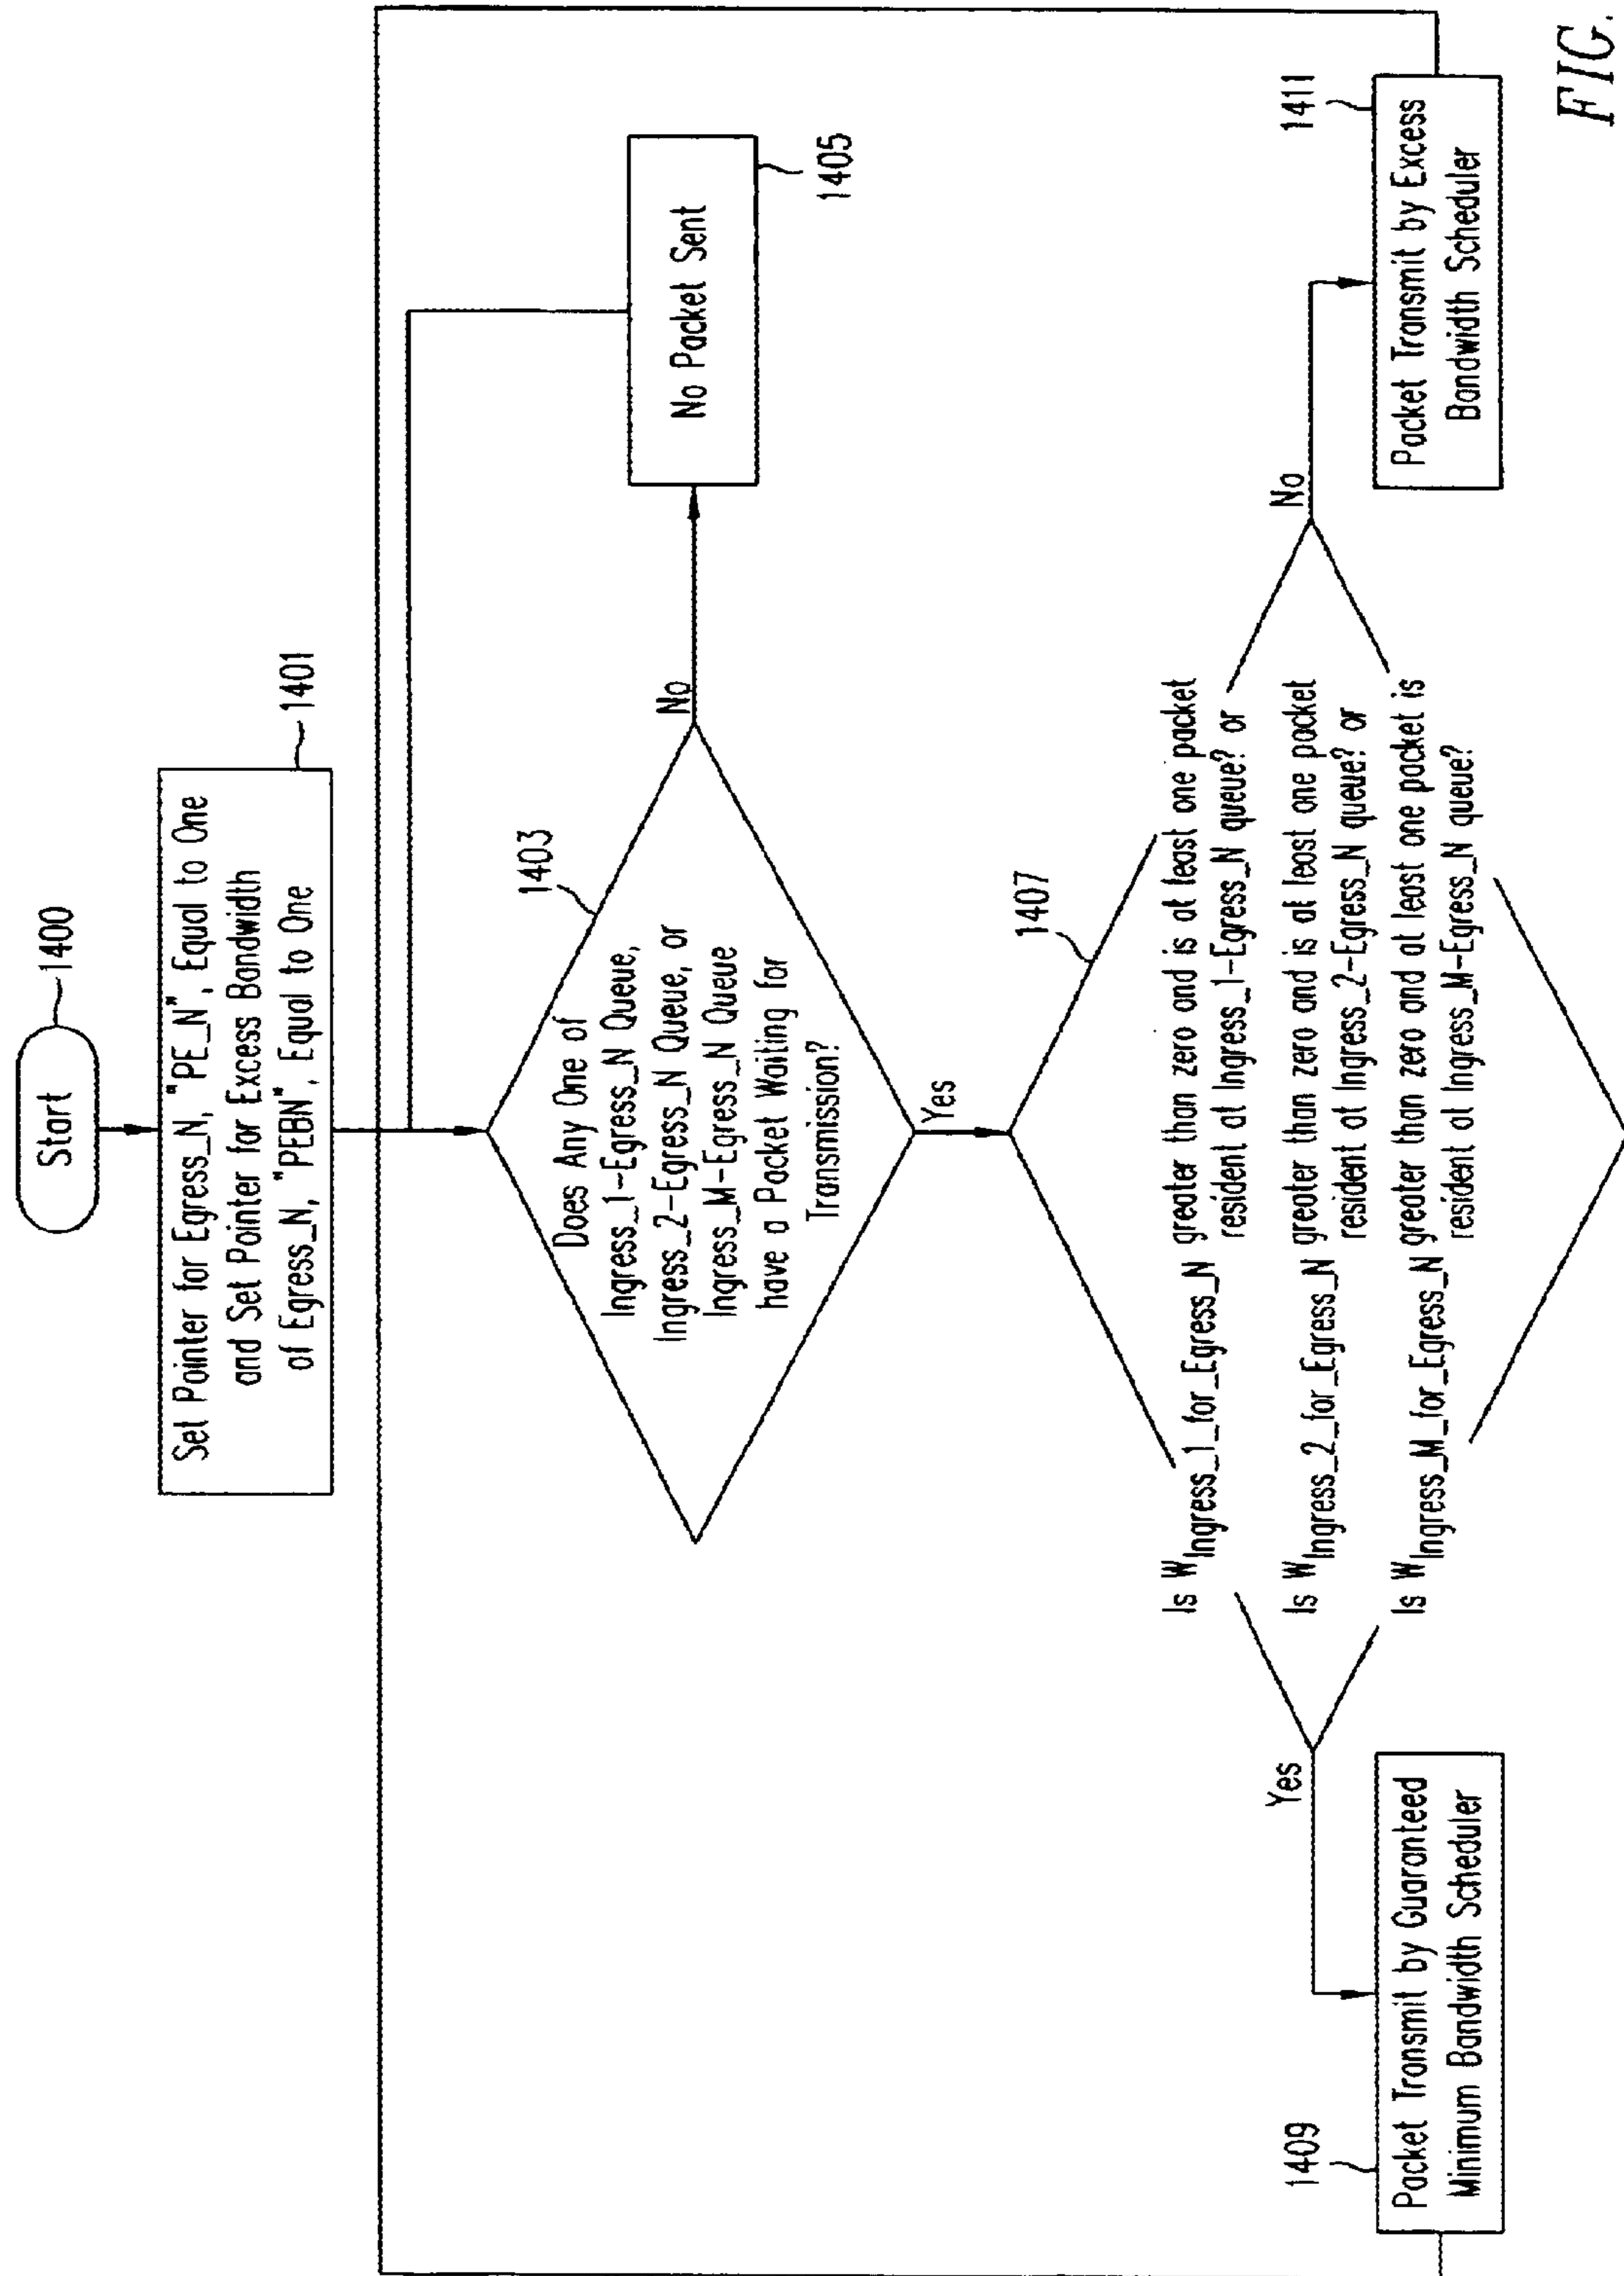 Start
1400
Set Pointer for Egress_N, "PE_N", Equal to One
and Set Pointer for Excess Bandwidth
of Egress_N, "PEBN", Equal to One
1401
1403
Does Any One of
Ingress_1-Egress_N Queue,
Ingress_2-Egress_N Queue, or
Ingress_M-Egress_N Queue
have a Packet Waiting for
Transmission?
No
No Packet Sent
1405
Yes
1407
Is WIngress_1_for_Egress_N greater than zero and is at least one packet
resident at Ingress_1-Egress_N queue? or
Is WIngress_2_for_Egress_N greater than zero and is at least one packet
resident at Ingress_2-Egress_N queue? or
Is WIngress_M_for_Egress_N greater than zero and at least one packet is
resident at Ingress_M-Egress_N queue?
Yes
No
1409
Packet Transmit by Guaranteed
Minimum Bandwidth Scheduler
1411
Packet Transmit by Excess
Bandwidth Scheduler
FIG.